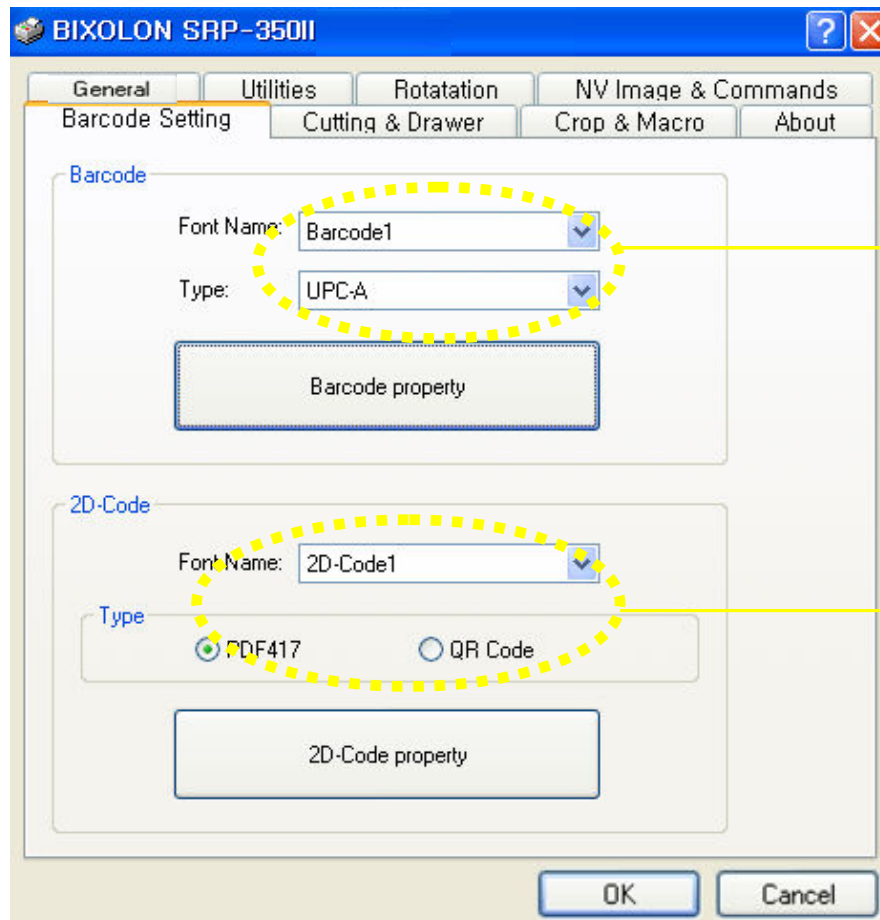 BIXOLON SRP-350II
General Utilities Rotatation NV Image & Commands
Barcode Setting Cutting & Drawer Crop & Macro About
Barcode
Font Name: Barcode1
Type: UPC-A
Barcode property
2D-Code
Font Name: 2D-Code1
Type
PDF417 QR Code
2D-Code property
OK Cancel